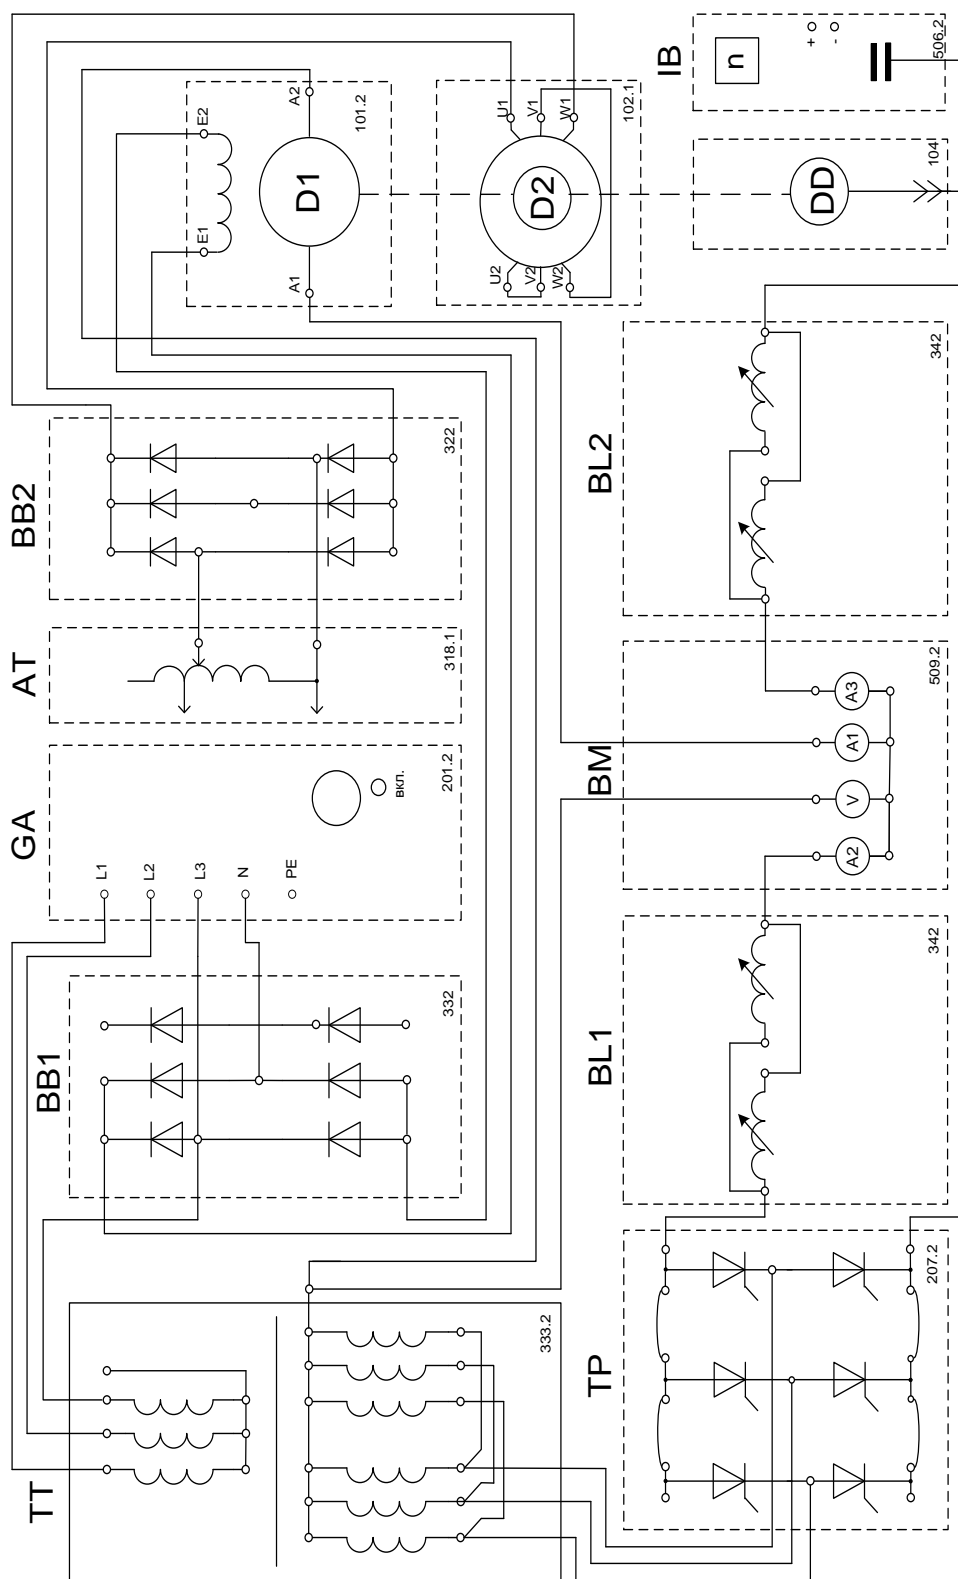 TT
333.2
BB1
332
GA
L1
L2
L3
N
PE
вкл.
201.2
AT
318.1
BB2
322
E1
E2
A1
A2
D1
101.2
U1
V1
W1
U2
V2
W2
D2
102.1
TP
207.2
BL1
342
BM
A2
V
A1
A3
509.2
BL2
342
DD
104
IB
n
+
-
506.2